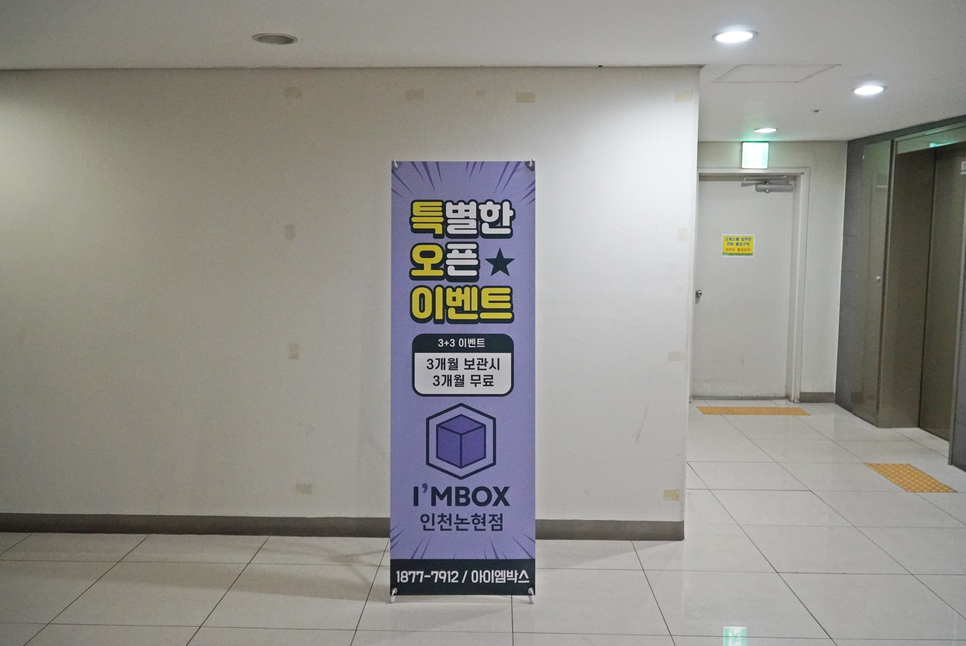 특별한
오픈★
이벤트
3+3 이벤트
3개월 보관시
3개월 무료
I'MBOX
인천논현점
1877-7912 / 아이엠박스